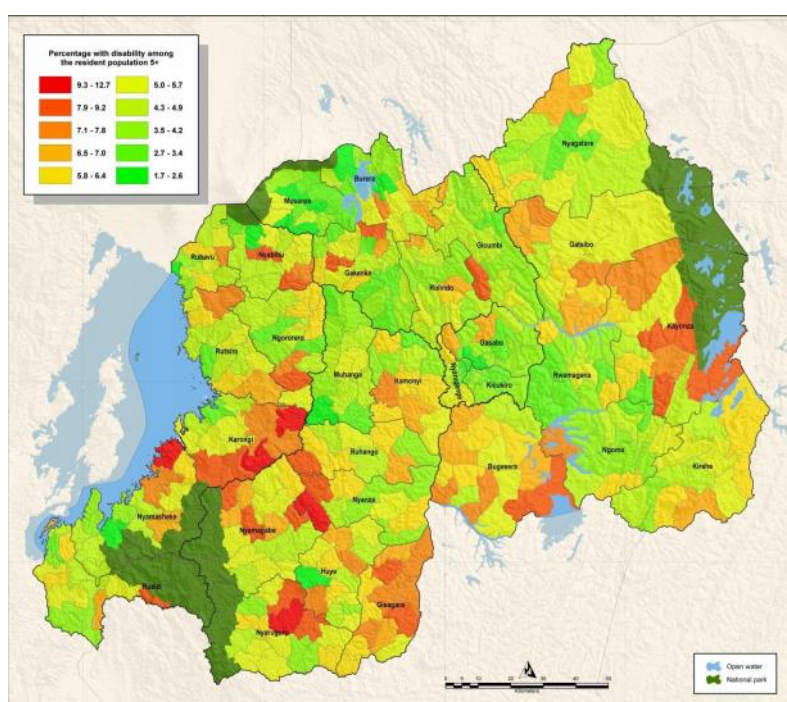 Percentage with disability among
the resident population 5+
9.3 - 12.7
7.9 - 9.2
7.1 - 7.8
6.5 - 7.0
5.8 - 6.4
5.0 - 5.7
4.3 - 4.9
3.5 - 4.2
2.7 - 3.4
1.7 - 2.6
Nyagatare
Burera
Musanze
Gicumbi
Gatsibo
Rubavu
Nyabihu
Gakenke
Rulindo
Kayonza
Rutsiro
Ngororero
Gasabo
Muhanga
Kamonyi
Nyarugenge
Kicukiro
Rwamagana
Karongi
Ruhango
Bugesera
Ngoma
Kirehe
Nyanza
Nyamasheke
Nyamagabe
Huye
Rusizi
Gisagara
Nyaruguru
Kilometers
Open water
National park